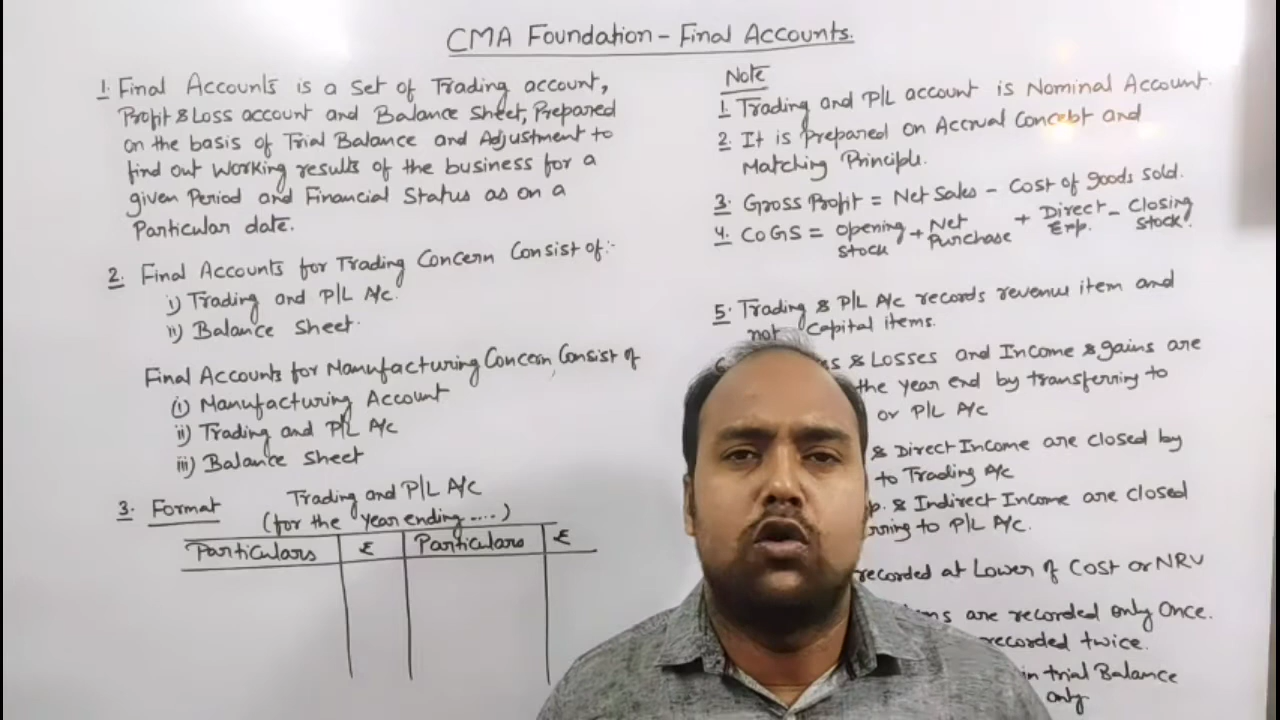 CMA Foundation - Final Accounts.
1. Final Accounts is a Set of Trading account,
Profit & Loss account and Balance Sheet, Prepared
on the basis of Trial Balance and Adjustment to
find out Working results of the business for a
given Period and Financial Status as on a
Particular date.
2. Final Accounts for Trading Concern Consist of:-
i) Trading and P/L A/c.
ii) Balance Sheet.
Final Accounts for Manufacturing Concern, Consist of
(i) Manufacturing Account
ii) Trading and P/L A/c
iii) Balance Sheet
3. Format
Trading and P/L A/c
(for the year ending ....)
Particulars ₹ Particulars ₹
Note
1. Trading and P/L account is Nominal Account.
2. It is Prepared on Accrual Concept and
Matching Principle.
3. Gross Profit = Net Sales - Cost of goods Sold.
4. COGS = Opening Stock + Net Purchase + Direct Exp. - Closing Stock.
5. Trading & P/L A/c records revenue item and
not Capital items.
& Losses and Income & gains are
the year end by transferring to
or P/L A/c
& Direct Income are closed by
to Trading A/c
& Indirect Income are closed
to P/L A/c.
recorded at Lower of Cost or NRV
are recorded only Once.
recorded twice.
in trial Balance
only